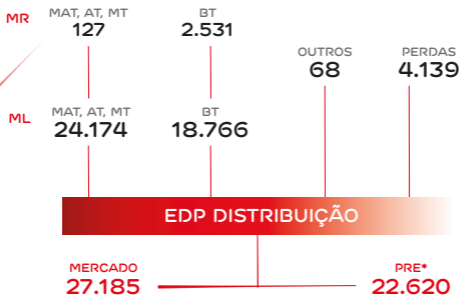 MR MAT, AT, MT BT
127 2.531
OUTROS PERDAS
68 4.139
ML MAT, AT, MT BT
24.174 18.766
EDP DISTRIBUIÇÃO
MERCADO PRE*
27.185 22.620